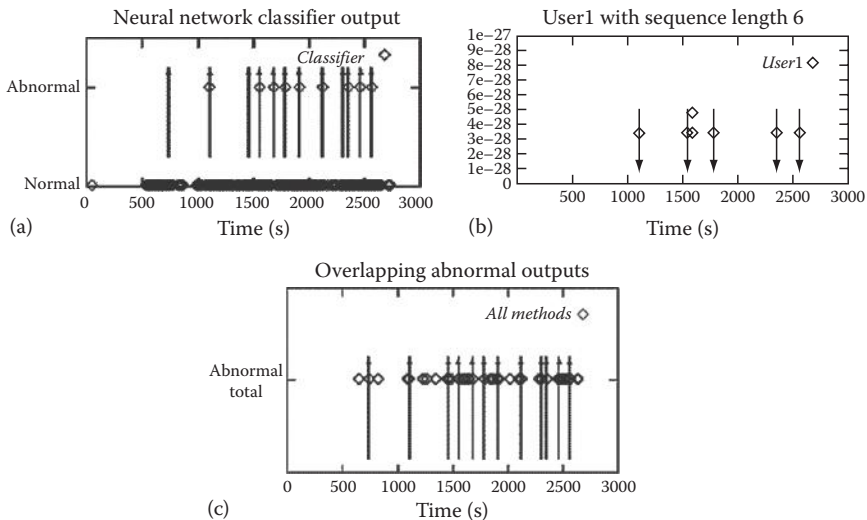 Neural network classifier output
Classifier
Abnormal
Normal
0 500 1000 1500 2000 2500 3000
(a)
Time (s)
User1 with sequence length 6
1e−27
9e−28
8e−28
7e−28
6e−28
5e−28
4e−28
3e−28
3e−28
1e−28
0
User1
500 1000 1500 2000 2500 3000
(b)
Time (s)
Overlapping abnormal outputs
All methods
Abnormal
total
0 500 1000 1500 2000 2500 3000
Time (s)
(c)